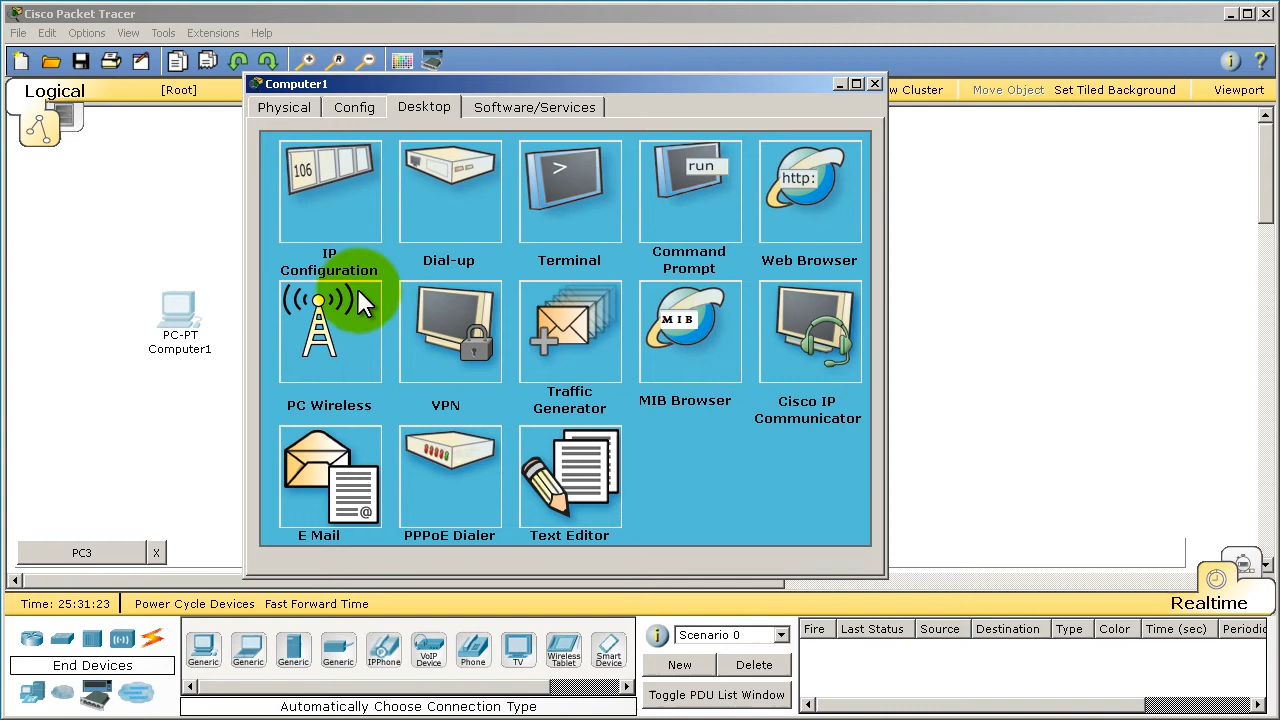 Cisco Packet Tracer
File Edit Options View Tools Extensions Help
Logical [Root] w Cluster Move Object Set Tiled Background Viewport
Computer1
Physical Config Desktop Software/Services
106
>
run
http:
IP
Configuration
Dial-up
Terminal
Command
Prompt
Web Browser
MIB
PC Wireless
VPN
Traffic
Generator
MIB Browser
Cisco IP
Communicator
@
E Mail
PPPoE Dialer
Text Editor
PC-PT
Computer1
PC3 X
Time: 25:31:23 Power Cycle Devices Fast Forward Time Realtime
End Devices
Generic Generic Generic Generic IPPhone VoIP Device Phone TV Wireless Tablet Smart Device
Automatically Choose Connection Type
Scenario 0
New Delete
Toggle PDU List Window
Fire Last Status Source Destination Type Color Time (sec) Periodi